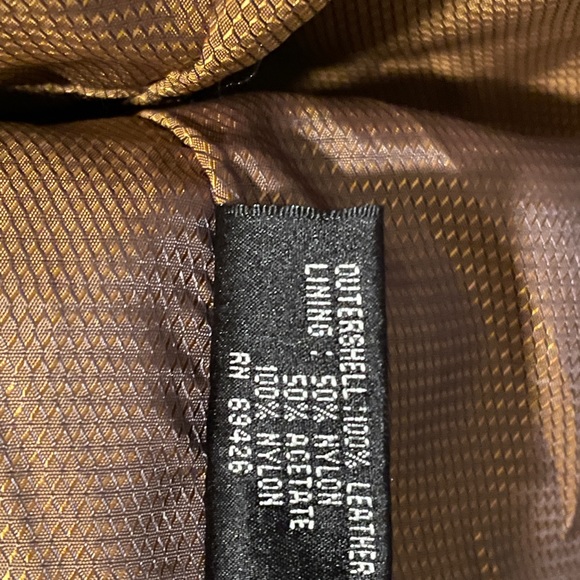 OUTERSHELL:100% LEATHER
LINING : 50% NYLON
50% ACETATE
100% NYLON
RN 69426